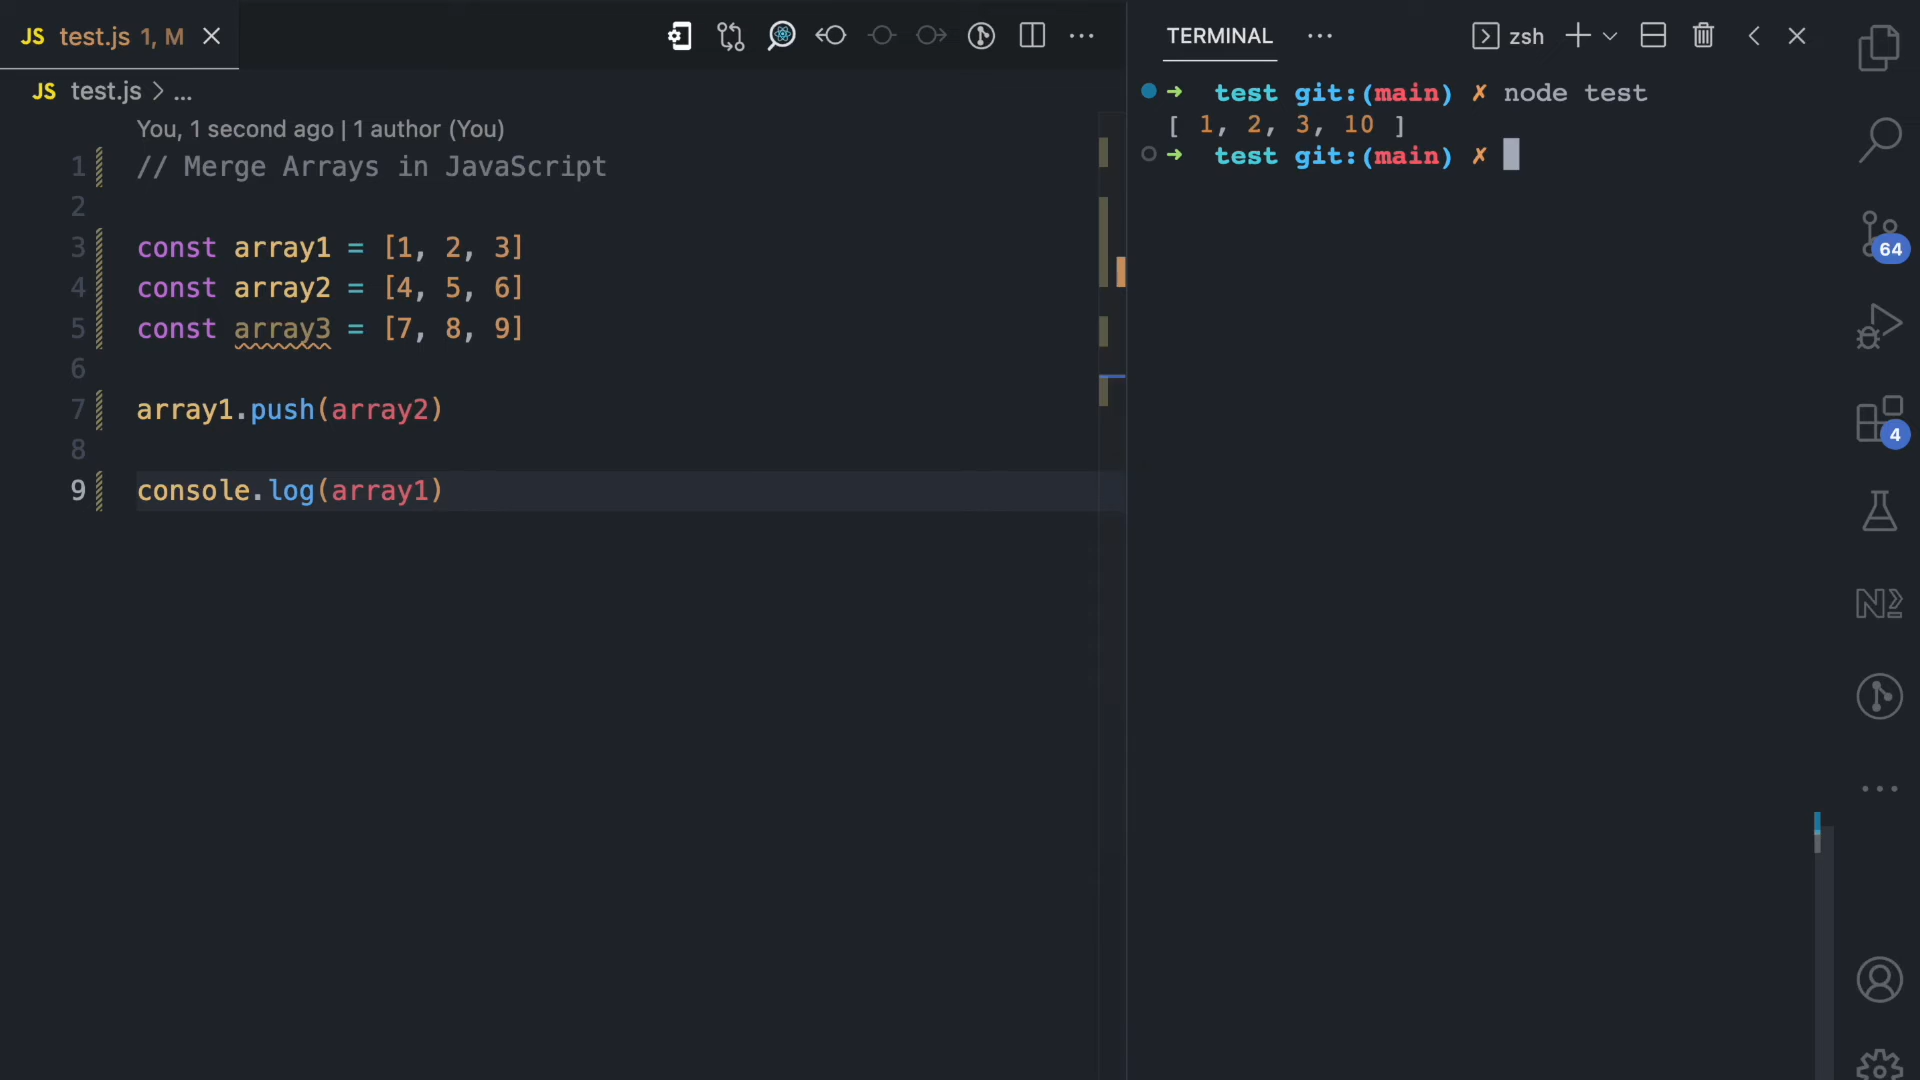 JS test.js 1, M
JS test.js > ...
You, 1 second ago | 1 author (You)
1 // Merge Arrays in JavaScript
2
3 const array1 = [1, 2, 3]
4 const array2 = [4, 5, 6]
5 const array3 = [7, 8, 9]
6
7 array1.push(array2)
8
9 console.log(array1)
TERMINAL
zsh
➜ test git:(main) ✗ node test
[ 1, 2, 3, 10 ]
➜ test git:(main) ✗
64
4